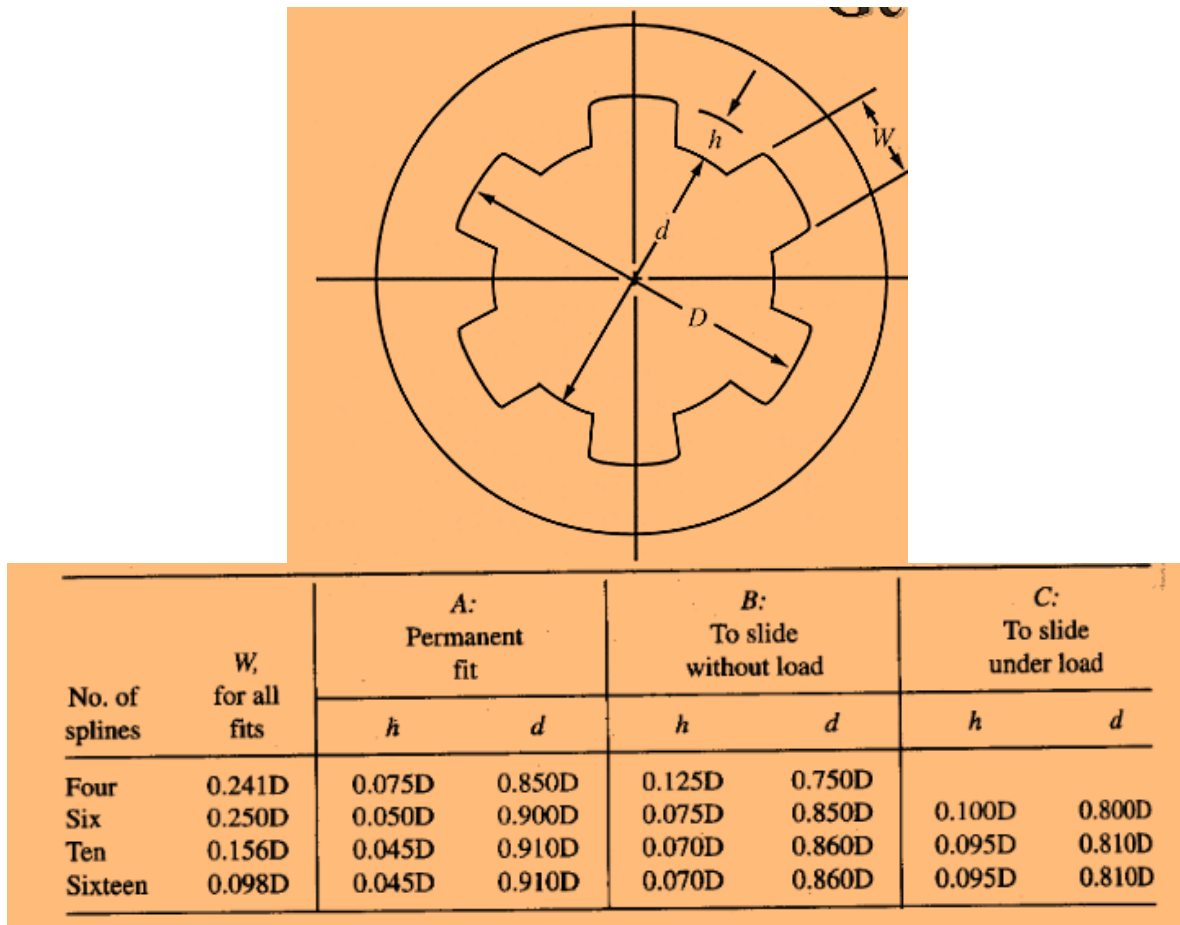 h
W
d
D
A:
Permanent
fit
B:
To slide
without load
C:
To slide
under load
No. of
splines
W,
for all
fits
h d h d h d
Four 0.241D 0.075D 0.850D 0.125D 0.750D
Six 0.250D 0.050D 0.900D 0.075D 0.850D 0.100D 0.800D
Ten 0.156D 0.045D 0.910D 0.070D 0.860D 0.095D 0.810D
Sixteen 0.098D 0.045D 0.910D 0.070D 0.860D 0.095D 0.810D